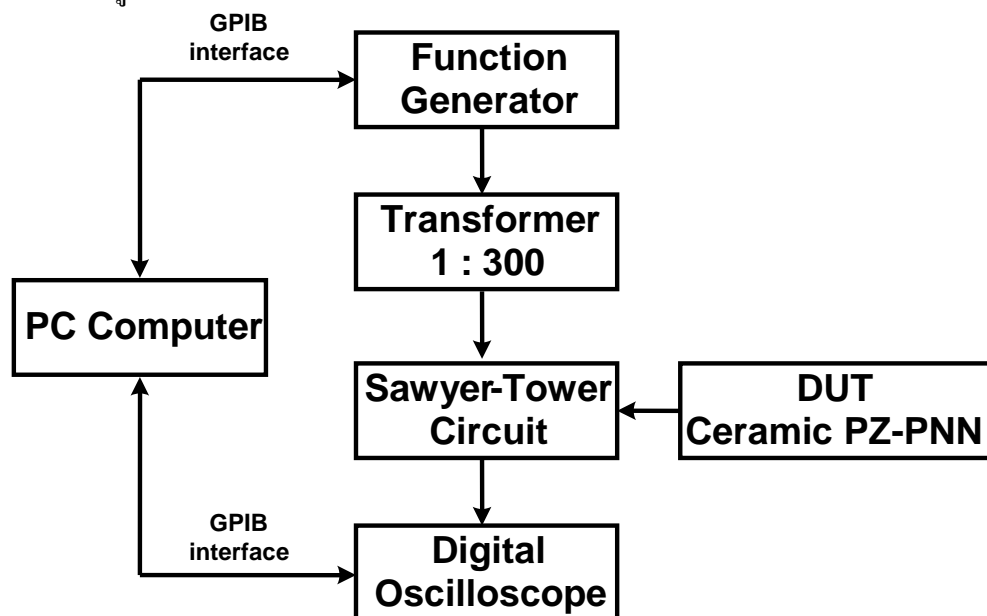 GPIB
interface
Function
Generator
Transformer
1 : 300
PC Computer
Sawyer-Tower
Circuit
DUT
Ceramic PZ-PNN
GPIB
interface
Digital
Oscilloscope